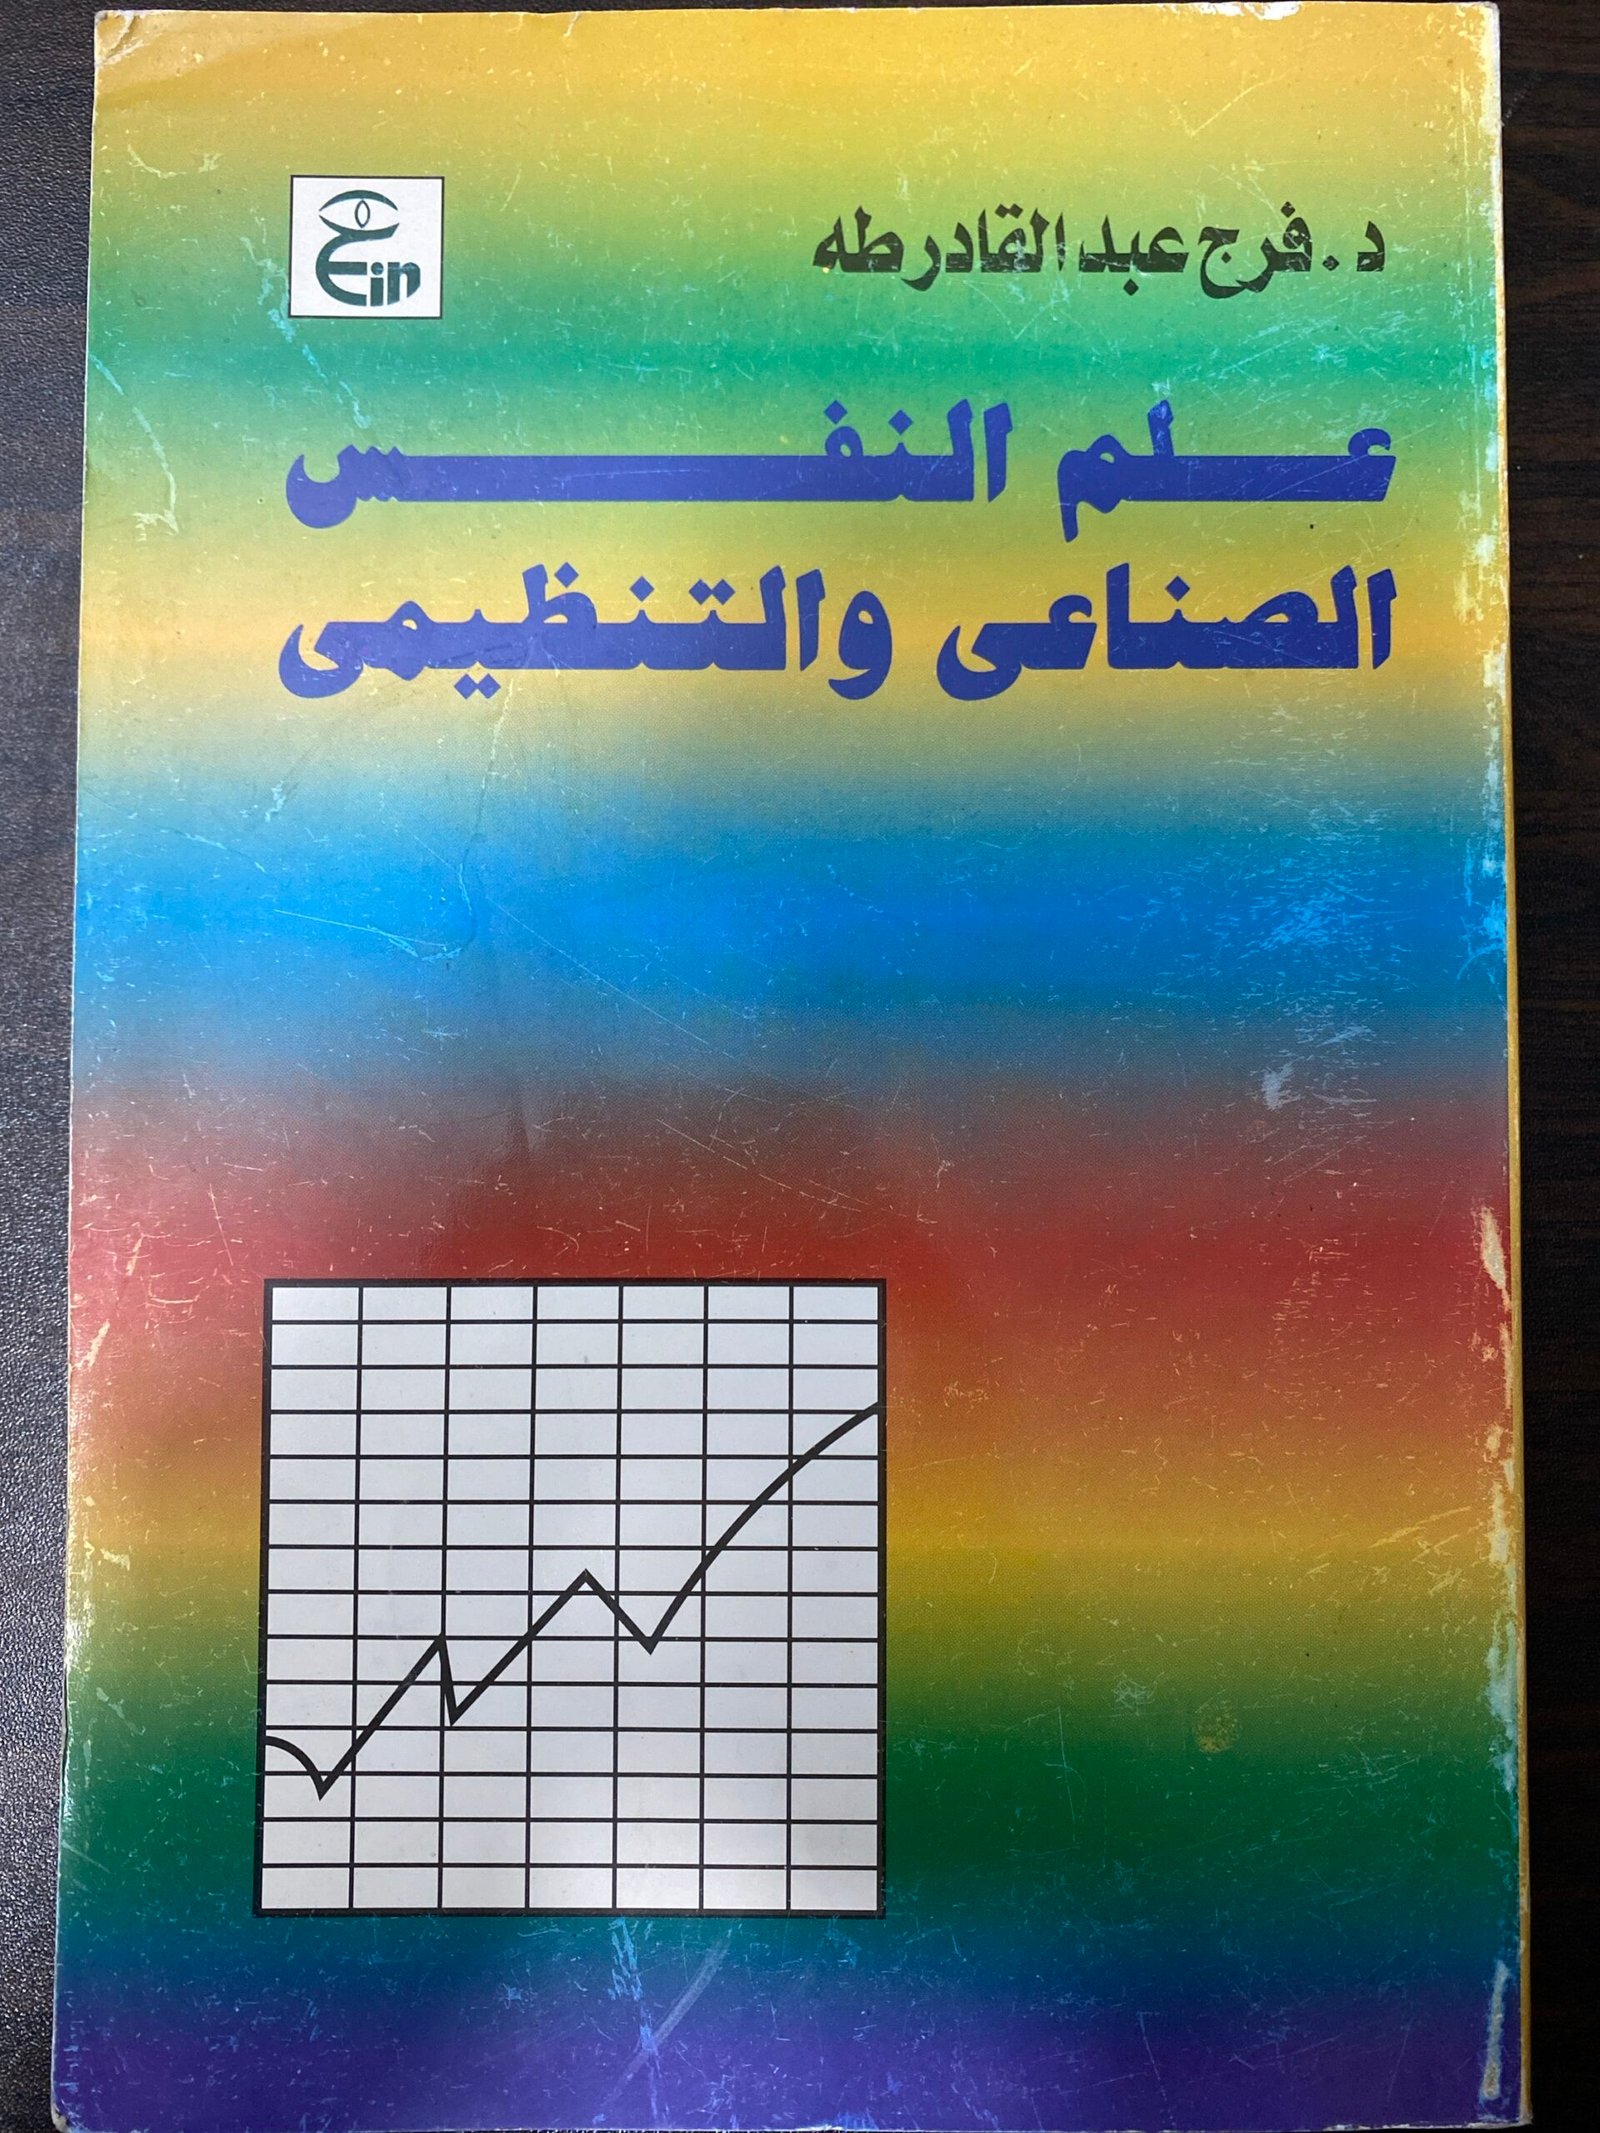 د. فرج عبد القادر طه
ع Ein
علم النفس
الصناعى والتنظيمى